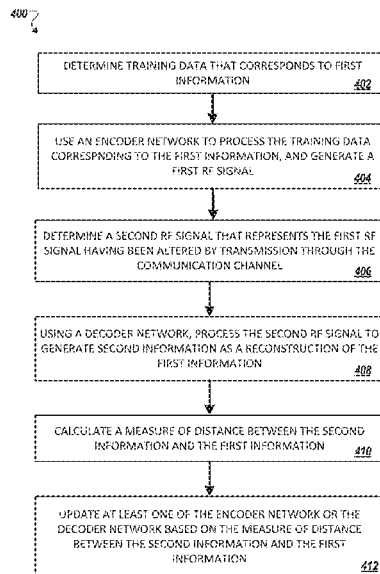 400
DETERMINE TRAINING DATA THAT CORRESPONDS TO FIRST
INFORMATION
402
USE AN ENCODER NETWORK TO PROCESS THE TRAINING DATA
CORRESPNDING TO THE FIRST INFORMATION, AND GENERATE A
FIRST RF SIGNAL
404
DETERMINE A SECOND RF SIGNAL THAT REPRESENTS THE FIRST RF
SIGNAL HAVING BEEN ALTERED BY TRANSMISSION THROUGH THE
COMMUNICATION CHANNEL
406
USING A DECODER NETWORK, PROCESS THE SECOND RF SIGNAL TO
GENERATE SECOND INFORMATION AS A RECONSTRUCTION OF THE
FIRST INFORMATION
408
CALCULATE A MEASURE OF DISTANCE BETWEEN THE SECOND
INFORMATION AND THE FIRST INFORMATION
410
UPDATE AT LEAST ONE OF THE ENCODER NETWORK OR THE
DECODER NETWORK BASED ON THE MEASURE OF DISTANCE
BETWEEN THE SECOND INFORMATION AND THE FIRST
INFORMATION
412